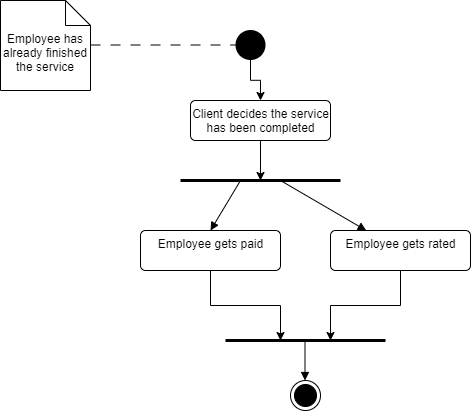 Employee has
already finished
the service
Client decides the service
has been completed
Employee gets paid
Employee gets rated